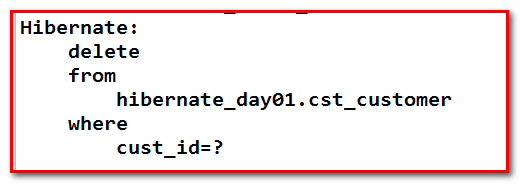 Hibernate:
    delete
    from
        hibernate_day01.cst_customer
    where
        cust_id=?